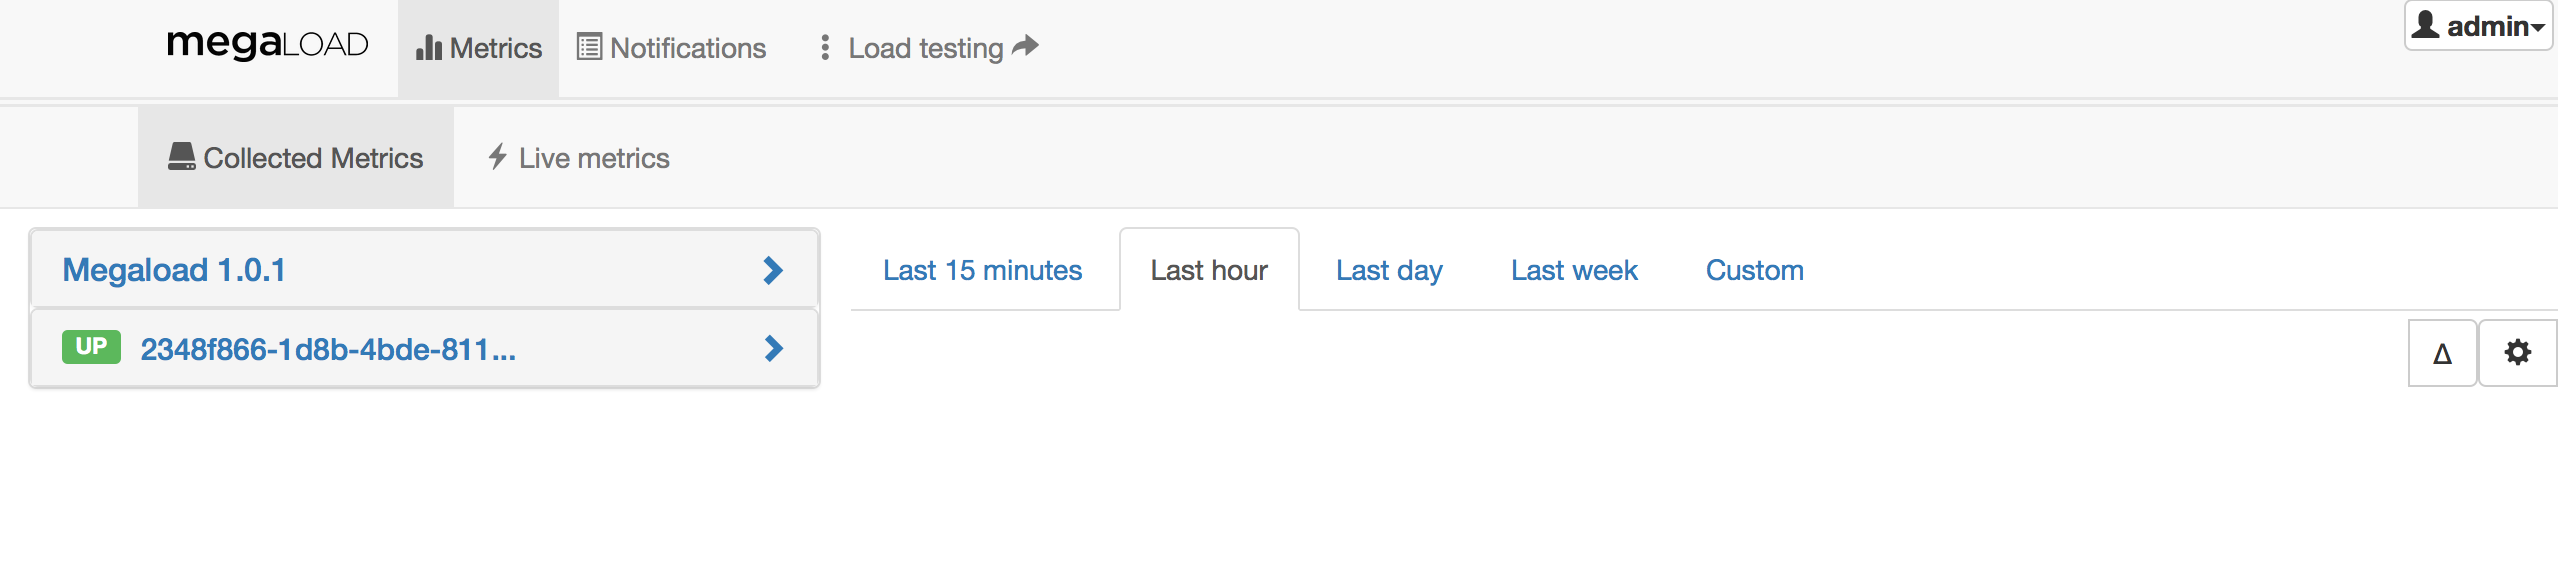 megaLOAD Metrics Notifications Load testing admin
Collected Metrics Live metrics
Megaload 1.0.1
UP 2348f866-1d8b-4bde-811...
Last 15 minutes Last hour Last day Last week Custom
Δ